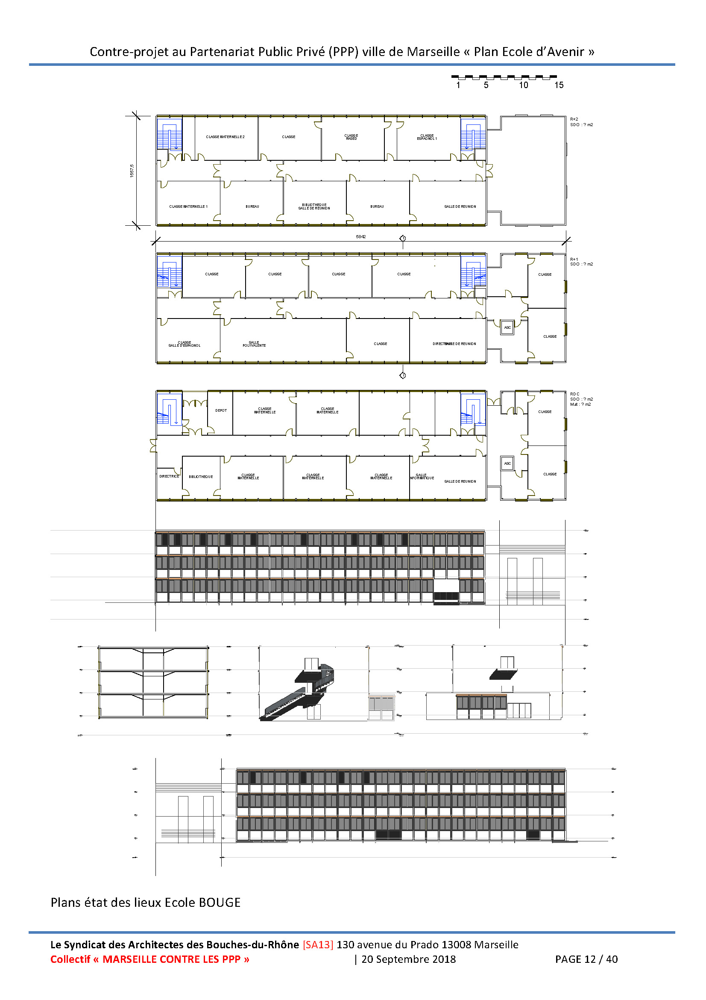 Contre-projet au Partenariat Public Privé (PPP) ville de Marseille « Plan Ecole d’Avenir »
1 5 10 15
R+2
SDO : ? m2
CLASSE MATERNELLE 2
CLASSE
CLASSE
RASED
CLASSE
ESPAGNOL 1
1557,5
CLASSE MATERNELLE 1
BUREAU
BIBLIOTHEQUE
SALLE DE REUNION
BUREAU
SALLE DE REUNION
5842
R+1
SDO : ? m2
CLASSE
CLASSE
CLASSE
CLASSE
CLASSE
ASC
CLASSE
SALLE D'ESPAGNOL
SALLE
POLYVALENTE
CLASSE
SALLE DE REUNION
CLASSE
RDC
SDO : ? m2
Mat : ? m2
DEPOT
CLASSE
MATERNELLE
CLASSE
MATERNELLE
CLASSE
ASC
DIRECTRICE
BIBLIOTHEQUE
CLASSE
MATERNELLE
CLASSE
MATERNELLE
CLASSE
MATERNELLE
SALLE
INFORMATIQUE
SALLE DE REUNION
CLASSE
Plans état des lieux Ecole BOUGE
Le Syndicat des Architectes des Bouches-du-Rhône [SA13] 130 avenue du Prado 13008 Marseille
Collectif « MARSEILLE CONTRE LES PPP » | 20 Septembre 2018 PAGE 12 / 40